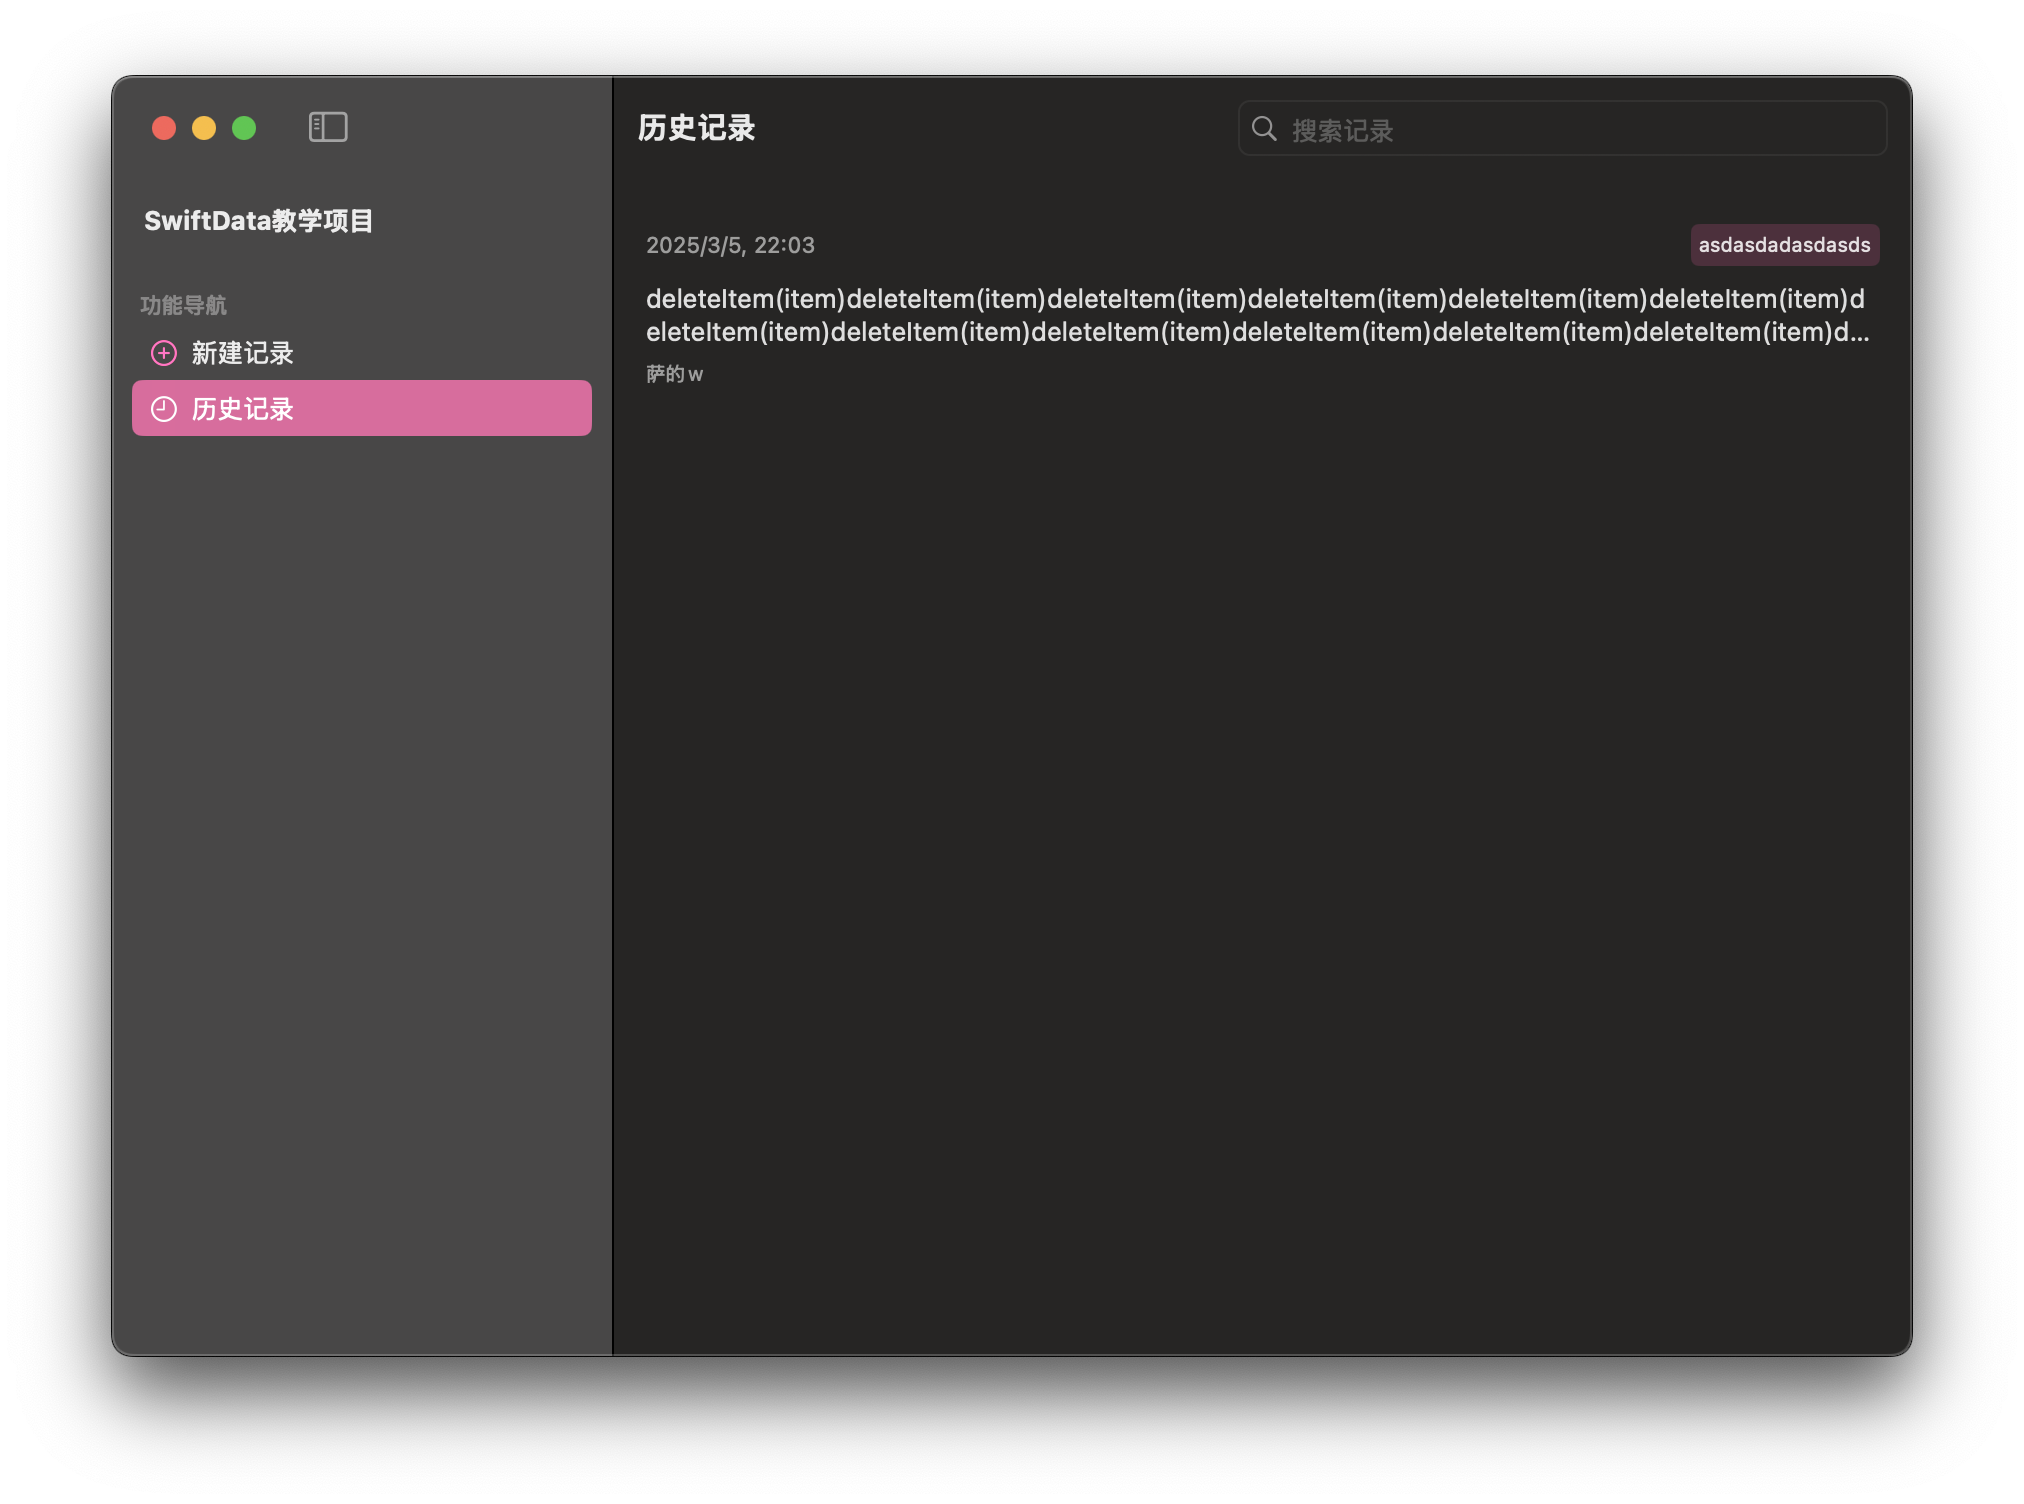 历史记录
搜索记录
SwiftData教学项目
功能导航
新建记录
历史记录
2025/3/5, 22:03
asdasdadasdasds
deleteItem(item)deleteItem(item)deleteItem(item)deleteItem(item)deleteItem(item)deleteItem(item)d
eleteItem(item)deleteItem(item)deleteItem(item)deleteItem(item)deleteItem(item)deleteItem(item)d...
萨的w